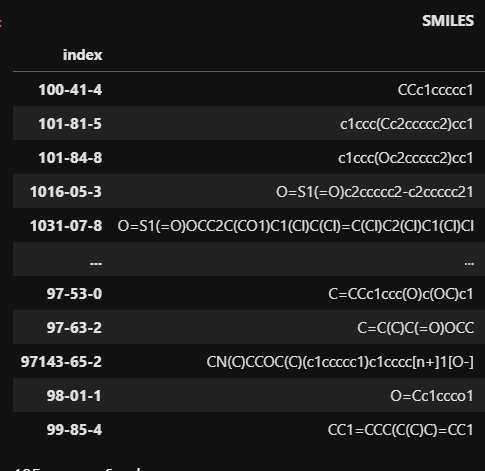 SMILES
index
100-41-4 CCc1ccccc1
101-81-5 c1ccc(Cc2ccccc2)cc1
101-84-8 c1ccc(Oc2ccccc2)cc1
1016-05-3 O=S1(=O)c2ccccc2-c2ccccc21
1031-07-8 O=S1(=O)OCC2C(CO1)C1(Cl)C(Cl)=C(Cl)C2(Cl)C1(Cl)Cl
... ...
97-53-0 C=CCc1ccc(O)c(OC)c1
97-63-2 C=C(C)C(=O)OCC
97143-65-2 CN(C)CCOC(C)(c1ccccc1)c1cccc[n+]1[O-]
98-01-1 O=Cc1ccco1
99-85-4 CC1=CCC(C(C)C)=CC1